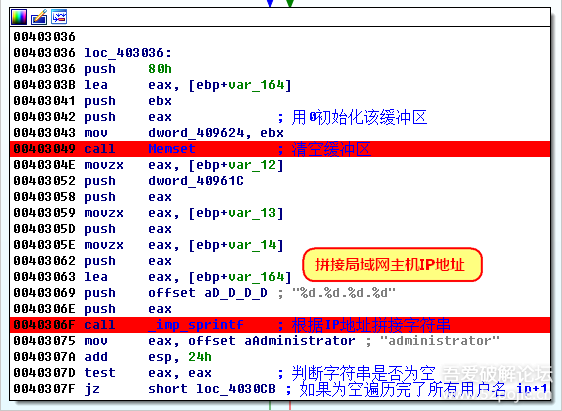 00403036
00403036 loc_403036:
00403036 push 80h
0040303B lea eax, [ebp+var_164]
00403041 push ebx
00403042 push eax ; 用0初始化该缓冲区
00403043 mov dword_409624, ebx
00403049 call Memset ; 清空缓冲区
0040304E movzx eax, [ebp+var_12]
00403052 push dword_40961C
00403058 push eax
00403059 movzx eax, [ebp+var_13]
0040305D push eax
0040305E movzx eax, [ebp+var_14]
00403062 push eax
拼接局域网主机IP地址
00403063 lea eax, [ebp+var_164]
00403069 push offset aD_D_D_D ; "%d.%d.%d.%d"
0040306E push eax
0040306F call _imp_sprintf ; 根据IP地址拼接字符串
00403075 mov eax, offset aAdministrator ; "administrator"
0040307A add esp, 24h
0040307D test eax, eax ; 判断字符串是否为空
0040307F jz short loc_4030CB ; 如果为空遍历完了所有用户名 ip+1
吾爱破解论坛